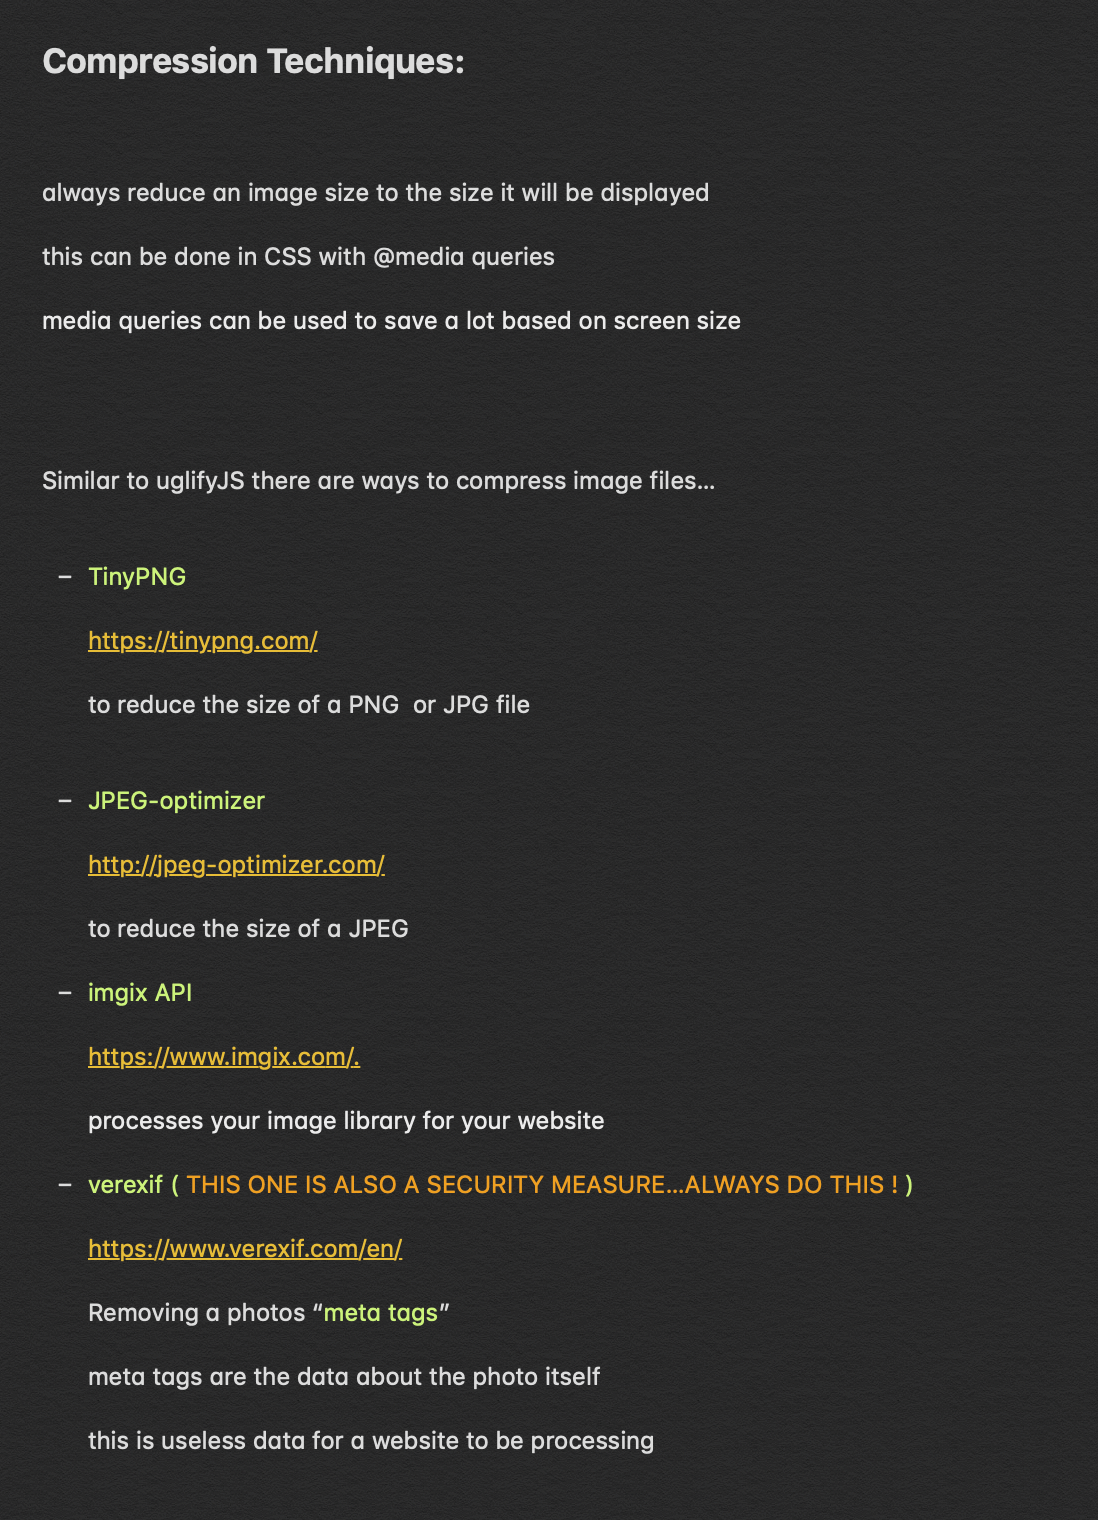 Compression Techniques:
always reduce an image size to the size it will be displayed
this can be done in CSS with @media queries
media queries can be used to save a lot based on screen size
Similar to uglifyJS there are ways to compress image files...
– TinyPNG
https://tinypng.com/
to reduce the size of a PNG  or JPG file
– JPEG-optimizer
http://jpeg-optimizer.com/
to reduce the size of a JPEG
– imgix API
https://www.imgix.com/.
processes your image library for your website
– verexif ( THIS ONE IS ALSO A SECURITY MEASURE...ALWAYS DO THIS ! )
https://www.verexif.com/en/
Removing a photos “meta tags”
meta tags are the data about the photo itself
this is useless data for a website to be processing